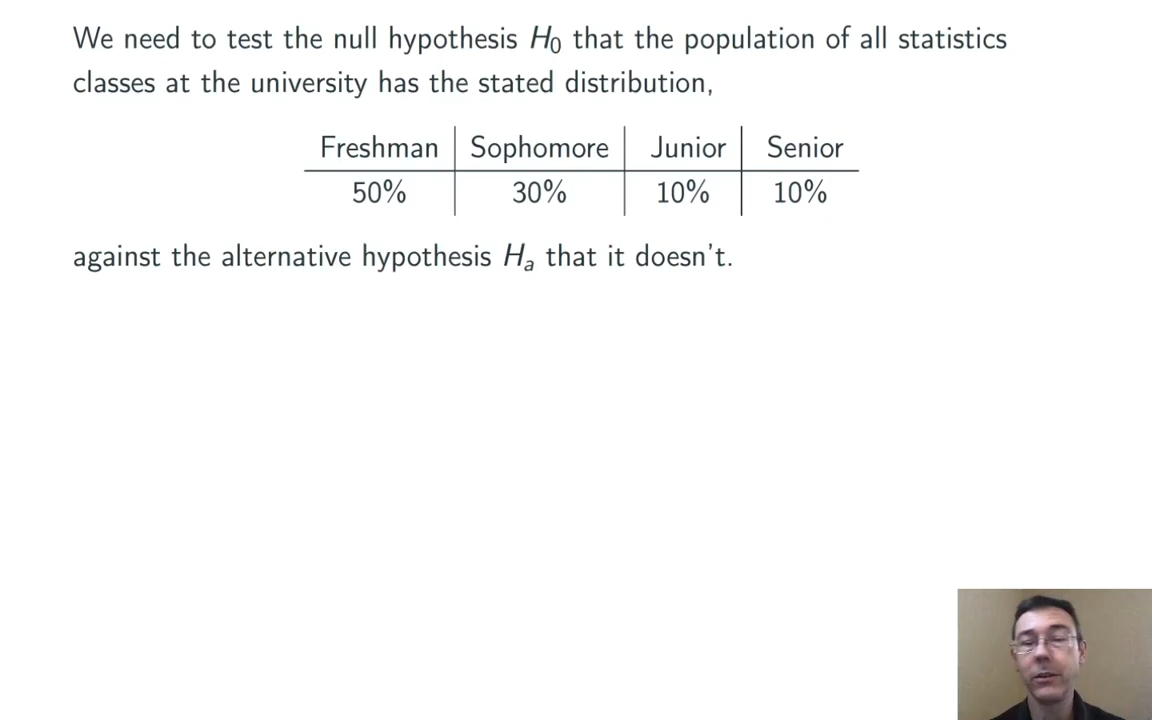 We need to test the null hypothesis H₀ that the population of all statistics
classes at the university has the stated distribution,
Freshman Sophomore Junior Senior
50% 30% 10% 10%
against the alternative hypothesis Hₐ that it doesn't.